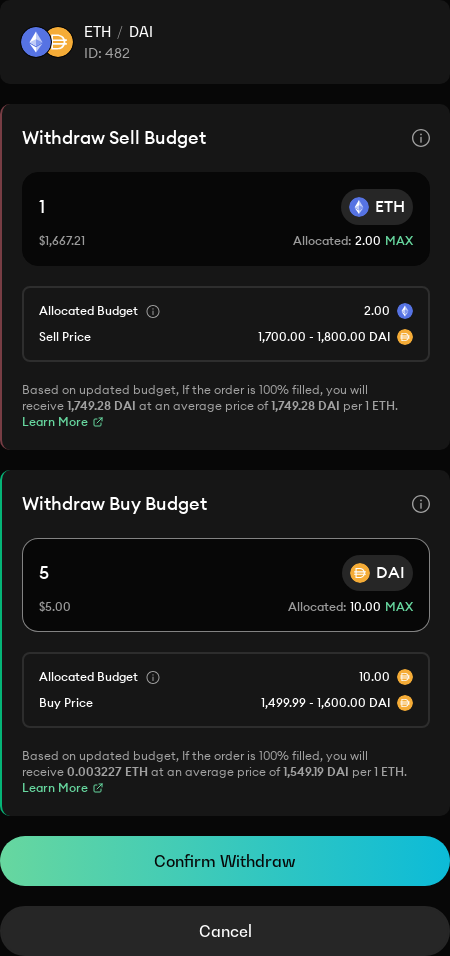 ETH / DAI
ID: 482
Withdraw Sell Budget
1 ETH
$1,667.21 Allocated: 2.00 MAX
Allocated Budget 2.00
Sell Price 1,700.00 - 1,800.00 DAI
Based on updated budget, If the order is 100% filled, you will
receive 1,749.28 DAI at an average price of 1,749.28 DAI per 1 ETH.
Learn More
Withdraw Buy Budget
5 DAI
$5.00 Allocated: 10.00 MAX
Allocated Budget 10.00
Buy Price 1,499.99 - 1,600.00 DAI
Based on updated budget, If the order is 100% filled, you will
receive 0.003227 ETH at an average price of 1,549.19 DAI per 1 ETH.
Learn More
Confirm Withdraw
Cancel